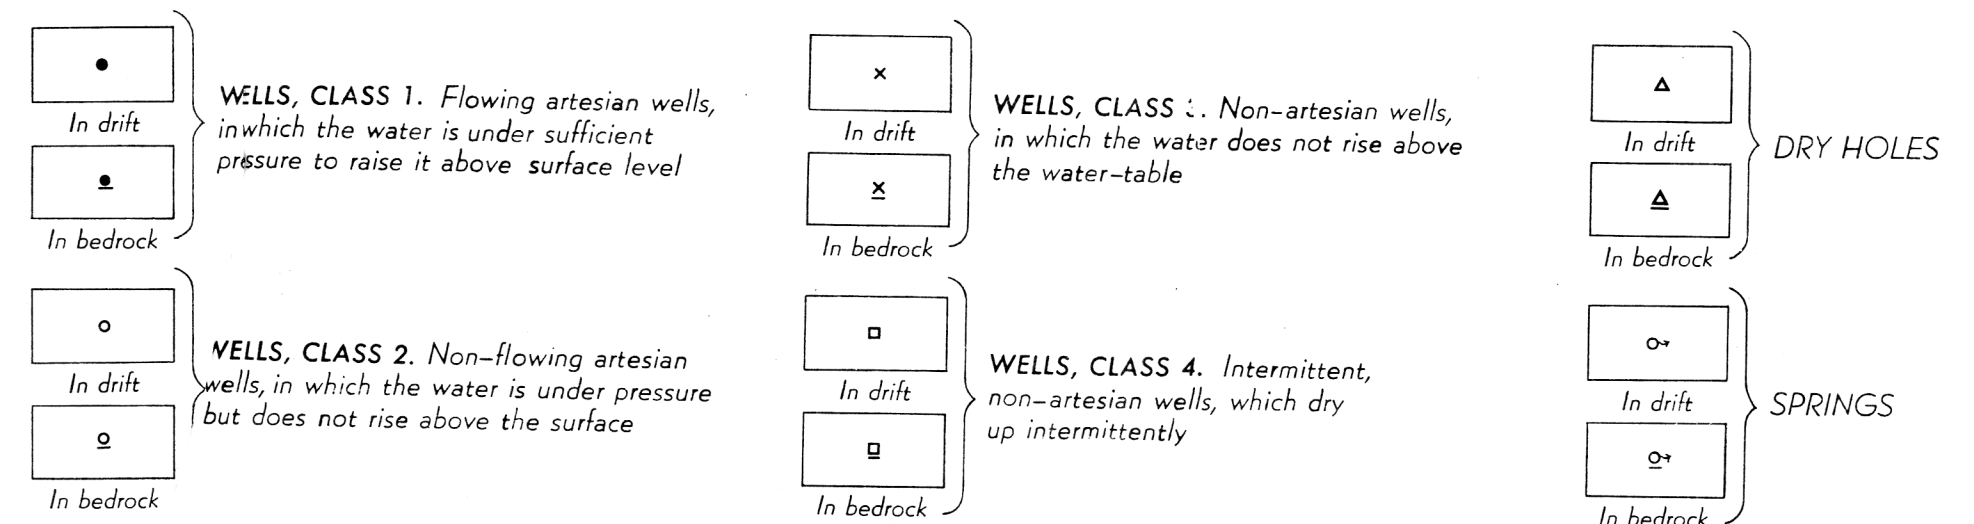 In drift
In bedrock
WELLS, CLASS 1. Flowing artesian wells,
in which the water is under sufficient
pressure to raise it above surface level
In drift
In bedrock
WELLS, CLASS 2. Non-flowing artesian
wells, in which the water is under pressure
but does not rise above the surface
In drift
In bedrock
WELLS, CLASS . Non-artesian wells,
in which the water does not rise above
the water-table
In drift
In bedrock
WELLS, CLASS 4. Intermittent,
non-artesian wells, which dry
up intermittently
In drift
In bedrock
DRY HOLES
In drift
In bedrock
SPRINGS